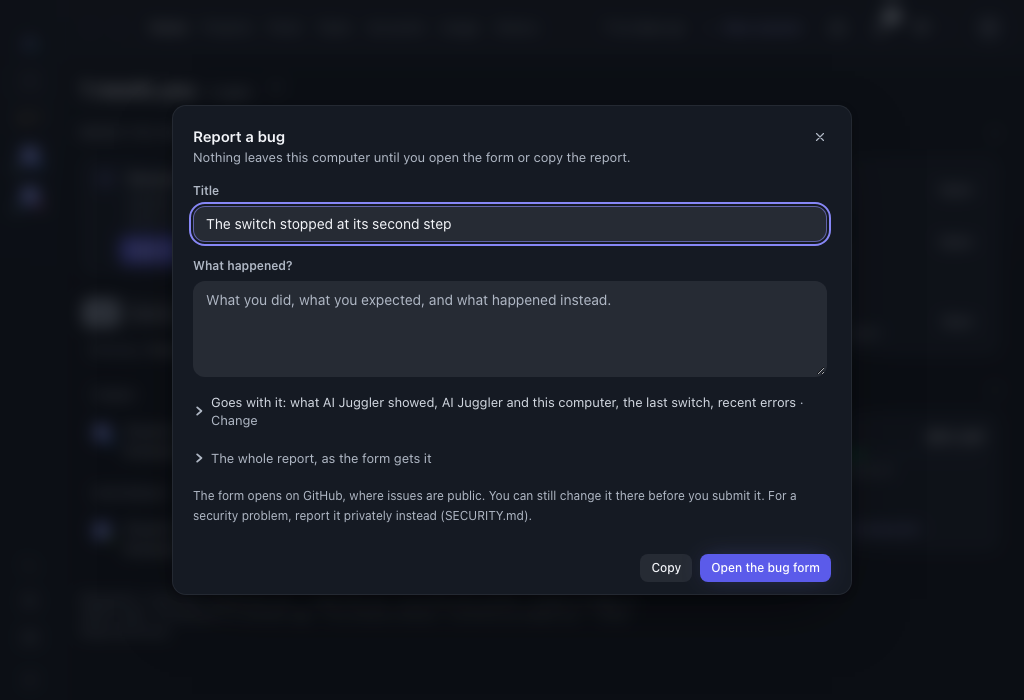 Report a bug
Nothing leaves this computer until you open the form or copy the report.
Title
The switch stopped at its second step
What happened?
What you did, what you expected, and what happened instead.
Goes with it: what AI Juggler showed, AI Juggler and this computer, the last switch, recent errors ·
Change
The whole report, as the form gets it
The form opens on GitHub, where issues are public. You can still change it there before you submit it. For a
security problem, report it privately instead (SECURITY.md).
Copy
Open the bug form